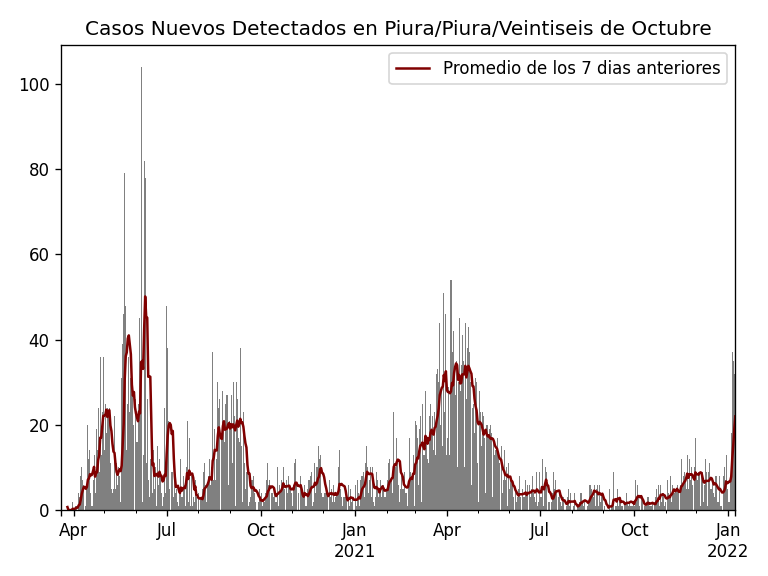 Casos Nuevos Detectados en Piura/Piura/Veintiseis de Octubre
Promedio de los 7 dias anteriores
100
80
60
40
20
0
Apr Jul Oct Jan Apr Jul Oct Jan
2021 2022